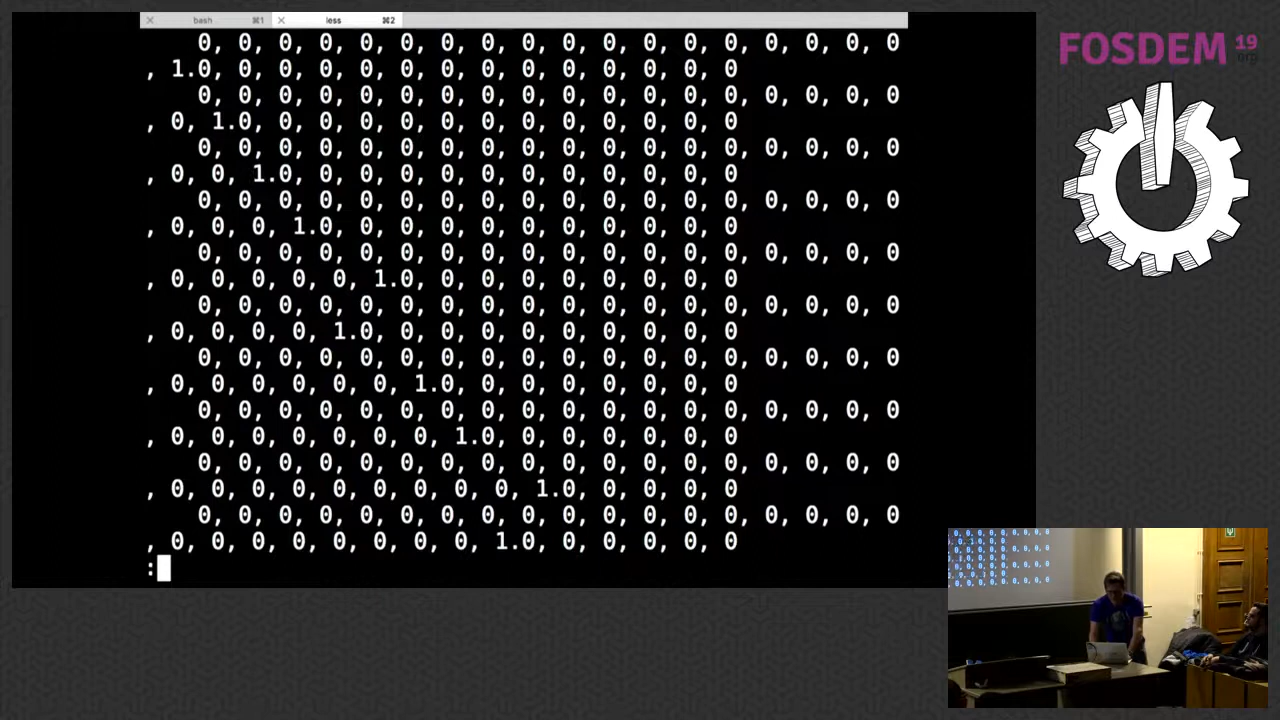 ✕ bash ⌘1 ✕ less ⌘2
0, 0, 0, 0, 0, 0, 0, 0, 0, 0, 0, 0, 0, 0, 0, 0, 0, 0
, 1.0, 0, 0, 0, 0, 0, 0, 0, 0, 0, 0, 0, 0, 0
0, 0, 0, 0, 0, 0, 0, 0, 0, 0, 0, 0, 0, 0, 0, 0, 0, 0
, 0, 1.0, 0, 0, 0, 0, 0, 0, 0, 0, 0, 0, 0, 0
0, 0, 0, 0, 0, 0, 0, 0, 0, 0, 0, 0, 0, 0, 0, 0, 0, 0
, 0, 0, 1.0, 0, 0, 0, 0, 0, 0, 0, 0, 0, 0, 0
0, 0, 0, 0, 0, 0, 0, 0, 0, 0, 0, 0, 0, 0, 0, 0, 0, 0
, 0, 0, 0, 1.0, 0, 0, 0, 0, 0, 0, 0, 0, 0, 0
0, 0, 0, 0, 0, 0, 0, 0, 0, 0, 0, 0, 0, 0, 0, 0, 0, 0
, 0, 0, 0, 0, 0, 1.0, 0, 0, 0, 0, 0, 0, 0, 0
0, 0, 0, 0, 0, 0, 0, 0, 0, 0, 0, 0, 0, 0, 0, 0, 0, 0
, 0, 0, 0, 0, 1.0, 0, 0, 0, 0, 0, 0, 0, 0, 0
0, 0, 0, 0, 0, 0, 0, 0, 0, 0, 0, 0, 0, 0, 0, 0, 0, 0
, 0, 0, 0, 0, 0, 0, 1.0, 0, 0, 0, 0, 0, 0, 0
0, 0, 0, 0, 0, 0, 0, 0, 0, 0, 0, 0, 0, 0, 0, 0, 0, 0
, 0, 0, 0, 0, 0, 0, 0, 1.0, 0, 0, 0, 0, 0, 0
0, 0, 0, 0, 0, 0, 0, 0, 0, 0, 0, 0, 0, 0, 0, 0, 0, 0
, 0, 0, 0, 0, 0, 0, 0, 0, 0, 1.0, 0, 0, 0, 0
0, 0, 0, 0, 0, 0, 0, 0, 0, 0, 0, 0, 0, 0, 0, 0, 0, 0
, 0, 0, 0, 0, 0, 0, 0, 0, 1.0, 0, 0, 0, 0, 0
:
FOSDEM 19
.org